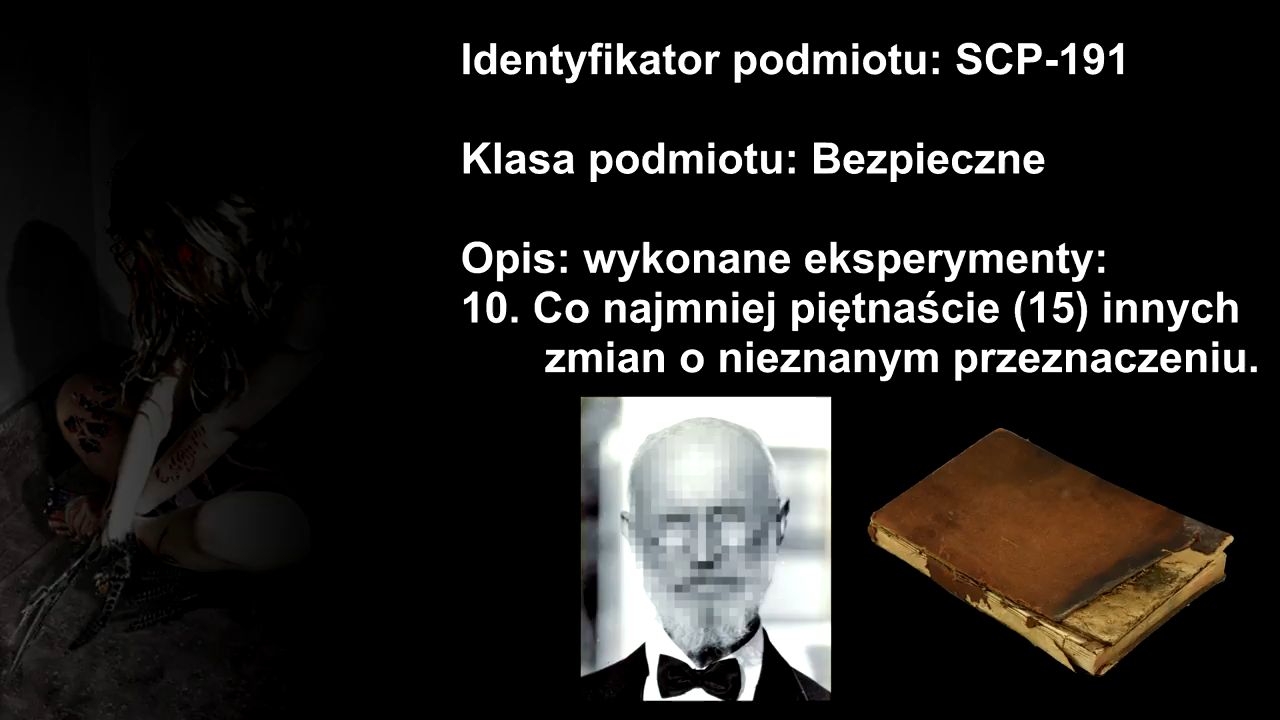 Identyfikator podmiotu: SCP-191
Klasa podmiotu: Bezpieczne
Opis: wykonane eksperymenty:
10. Co najmniej piętnaście (15) innych
zmian o nieznanym przeznaczeniu.